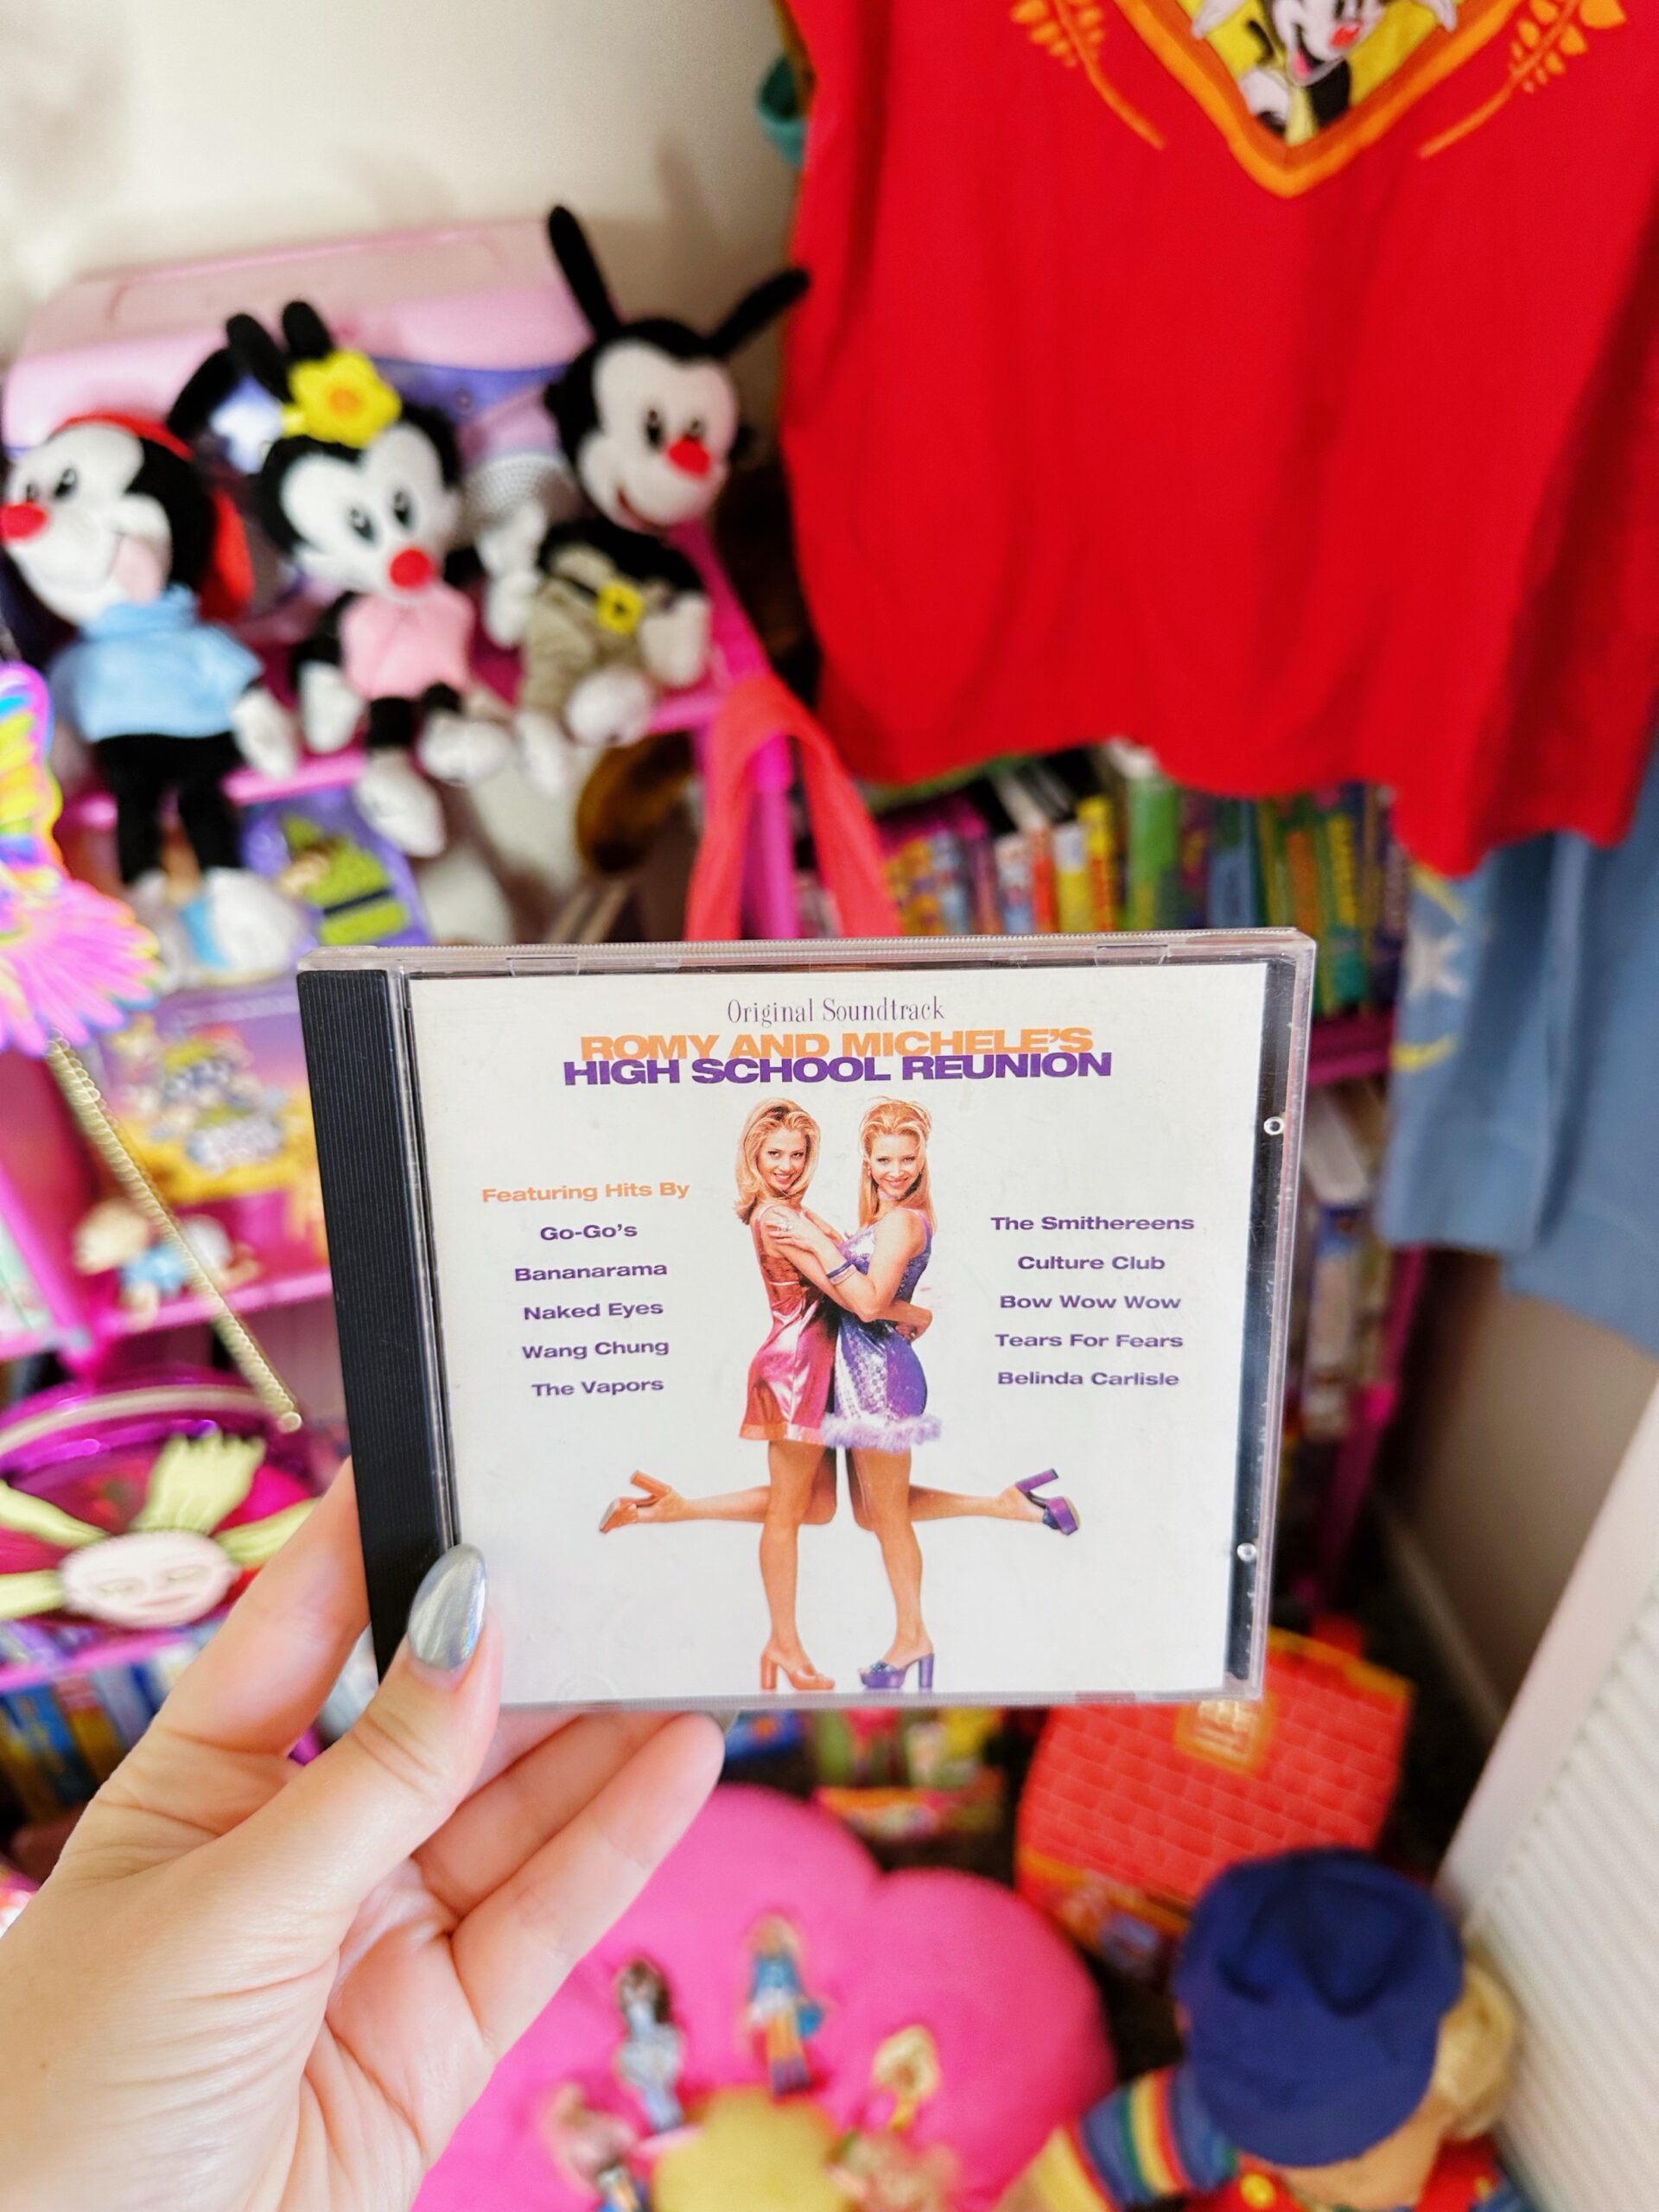 Original Soundtrack
ROMY AND MICHELE'S
HIGH SCHOOL REUNION
Featuring Hits By
Go-Go's
Bananarama
Naked Eyes
Wang Chung
The Vapors
The Smithereens
Culture Club
Bow Wow Wow
Tears For Fears
Belinda Carlisle